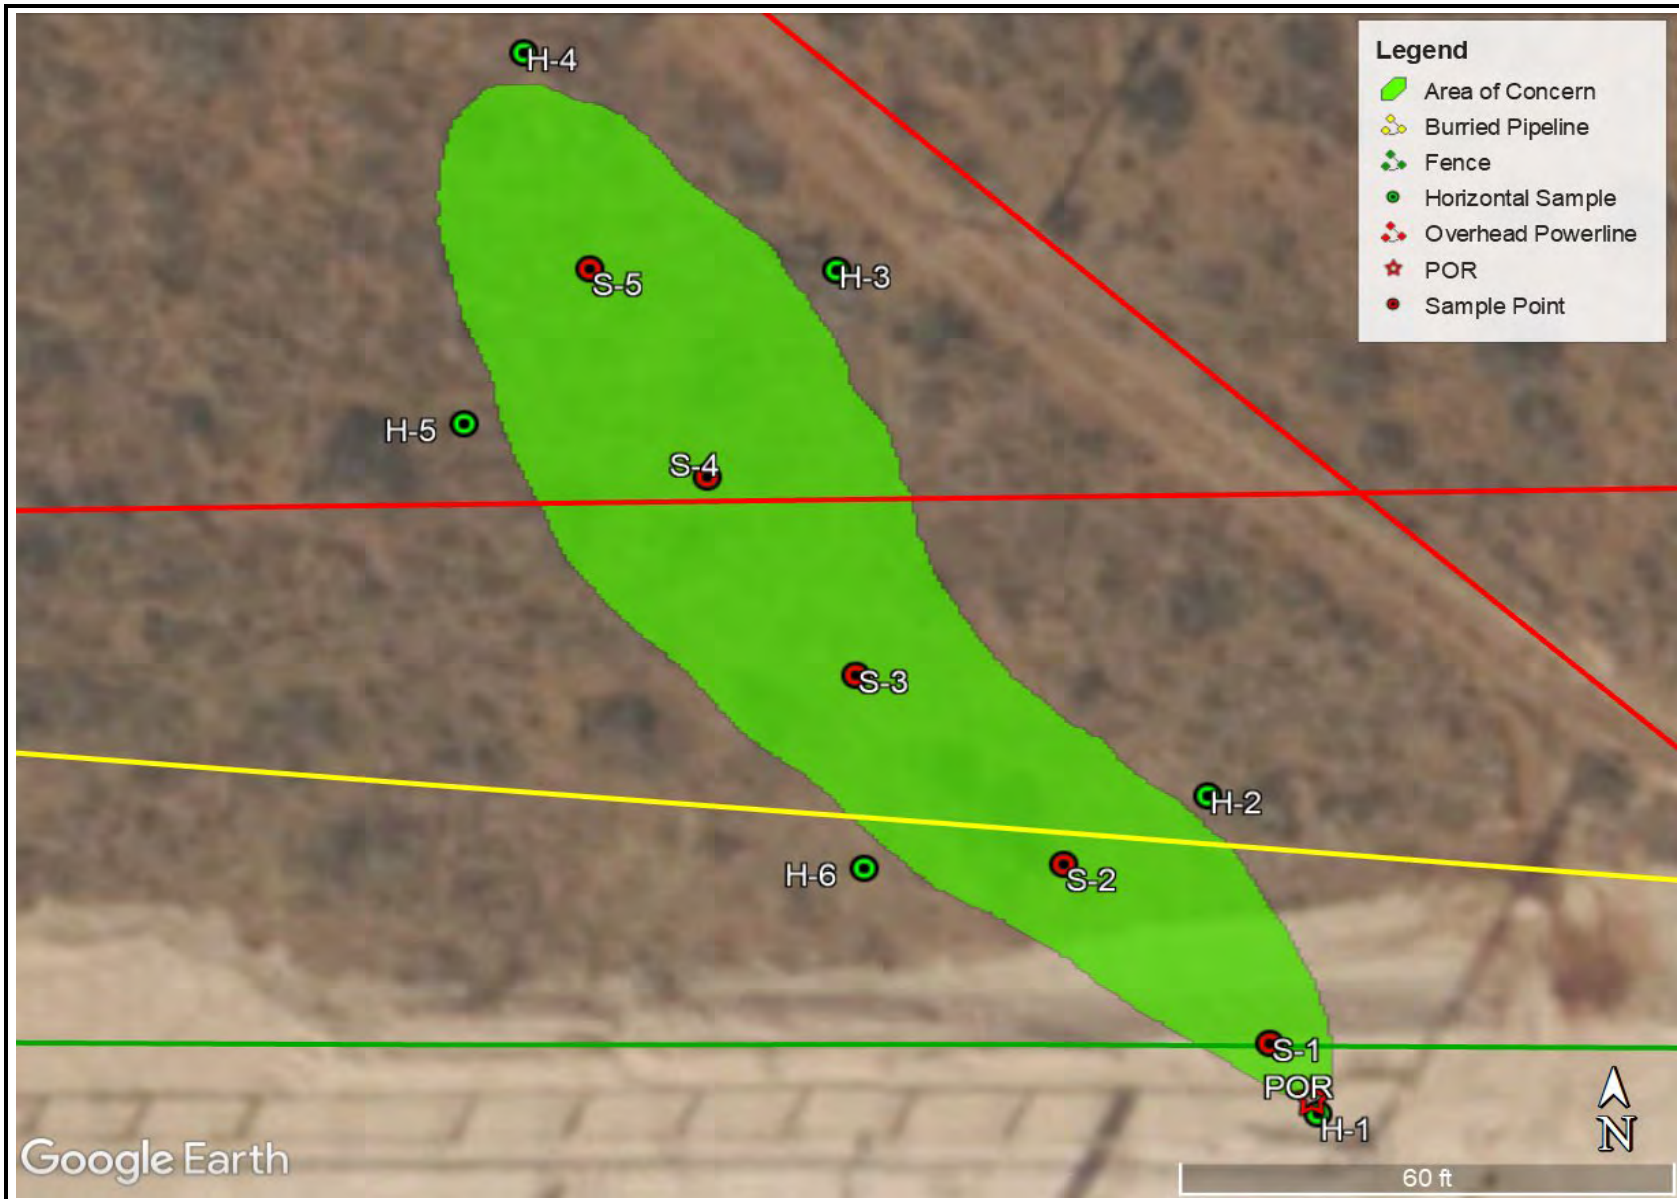 H-4
Legend
Area of Concern
Burried Pipeline
Fence
Horizontal Sample
Overhead Powerline
POR
Sample Point
H-3
S-5
H-5
S-4
S-3
H-2
H-6
S-2
S-1
POR
H-1
N
Google Earth
60 ft